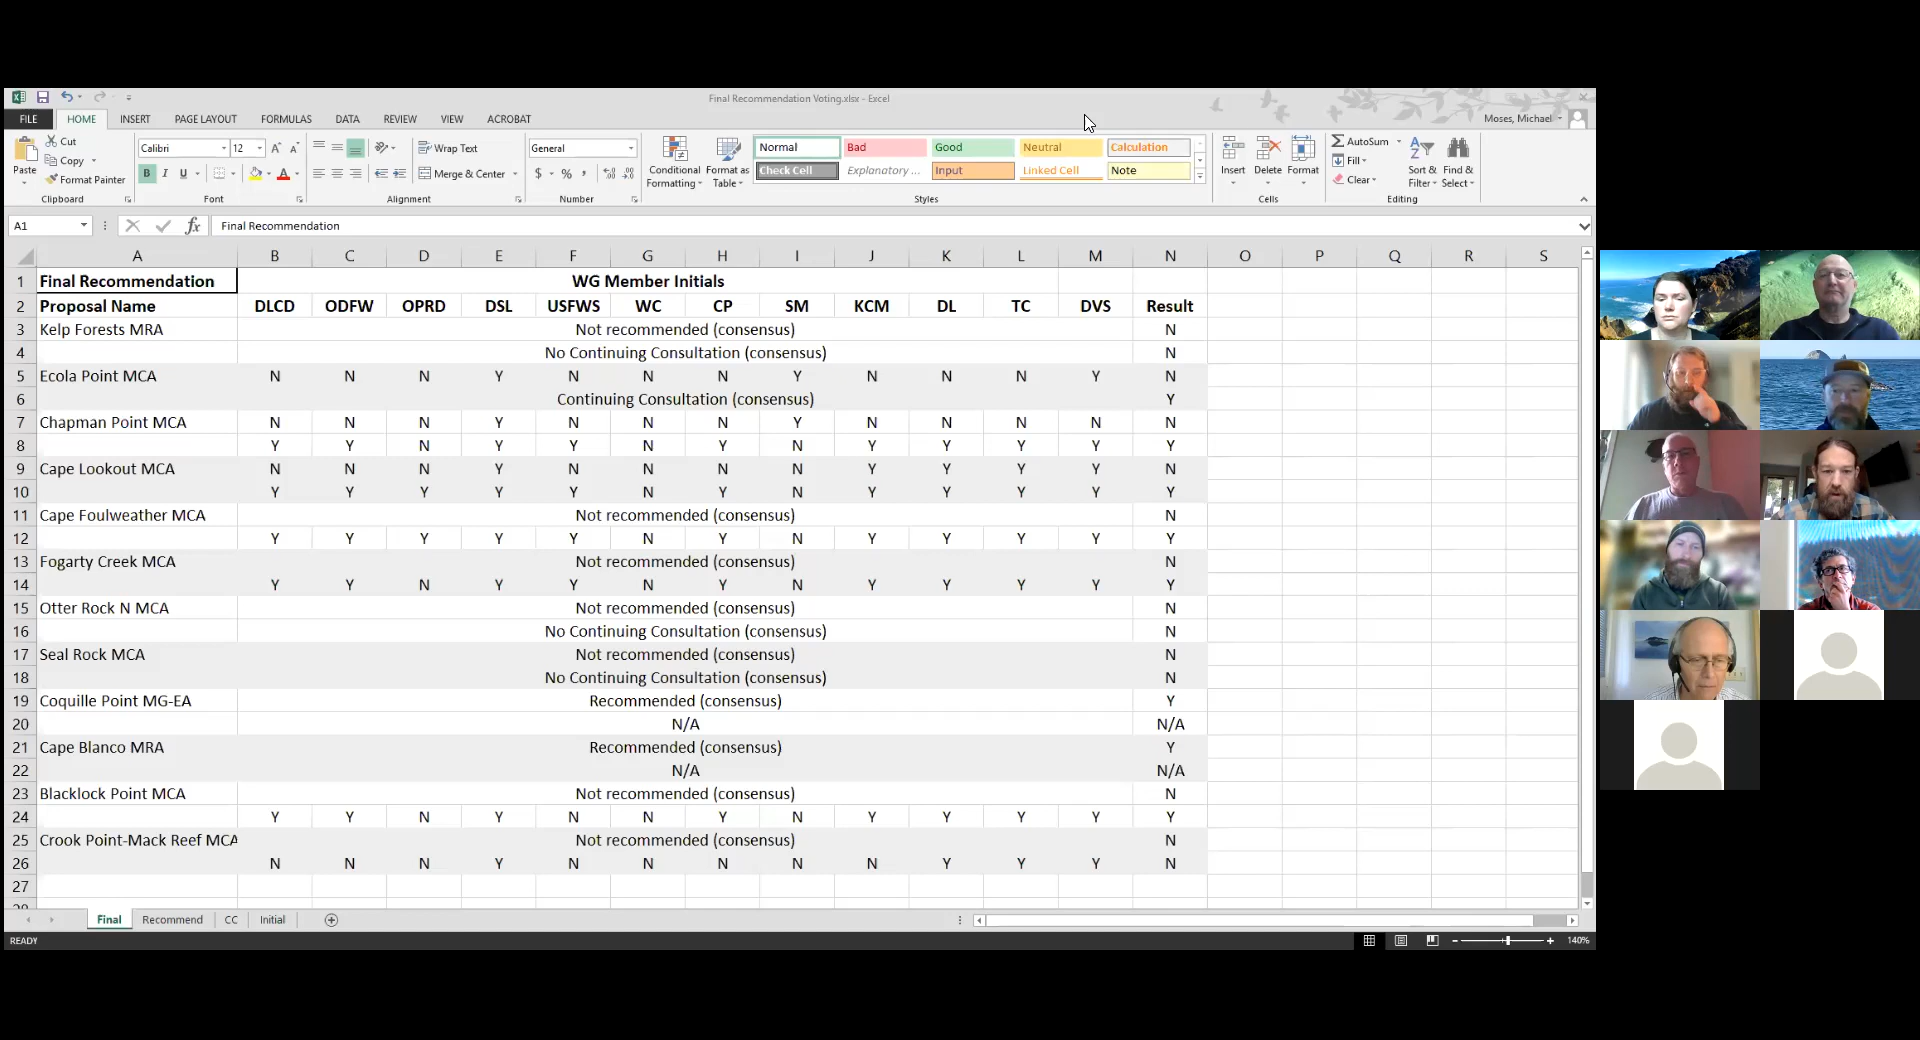 Final Recommendation Voting.xlsx - Excel
FILE HOME INSERT PAGE LAYOUT FORMULAS DATA REVIEW VIEW ACROBAT Moses, Michael
Paste Cut Copy Format Painter Clipboard
Calibri 12 B I U A A A Font
Wrap Text Merge & Center Alignment
General $ % , Number
Conditional Formatting Format as Table
Normal Bad Good Neutral Calculation
Check Cell Explanatory ... Input Linked Cell Note
Styles
Insert Delete Format Cells
AutoSum Fill Clear Sort & Filter Find & Select Editing
A1 fx Final Recommendation
A B C D E F G H I J K L M N O P Q R S
1 Final Recommendation WG Member Initials
2 Proposal Name DLCD ODFW OPRD DSL USFWS WC CP SM KCM DL TC DVS Result
3 Kelp Forests MRA Not recommended (consensus) N
4 No Continuing Consultation (consensus) N
5 Ecola Point MCA N N N Y N N N Y N N N Y N
6 Continuing Consultation (consensus) Y
7 Chapman Point MCA N N N Y N N N Y N N N N N
8 Y Y N Y Y N Y N Y Y Y Y Y
9 Cape Lookout MCA N N N Y N N N N Y Y Y Y N
10 Y Y Y Y Y N Y N Y Y Y Y Y
11 Cape Foulweather MCA Not recommended (consensus) N
12 Y Y Y Y Y N Y N Y Y Y Y Y
13 Fogarty Creek MCA Not recommended (consensus) N
14 Y Y N Y Y N Y N Y Y Y Y Y
15 Otter Rock N MCA Not recommended (consensus) N
16 No Continuing Consultation (consensus) N
17 Seal Rock MCA Not recommended (consensus) N
18 No Continuing Consultation (consensus) N
19 Coquille Point MG-EA Recommended (consensus) Y
20 N/A N/A
21 Cape Blanco MRA Recommended (consensus) Y
22 N/A N/A
23 Blacklock Point MCA Not recommended (consensus) N
24 Y Y N Y N N Y N Y Y Y Y Y
25 Crook Point-Mack Reef MCA Not recommended (consensus) N
26 N N N Y N N N N N Y Y Y N
27
Final Recommend CC Initial
READY 140%